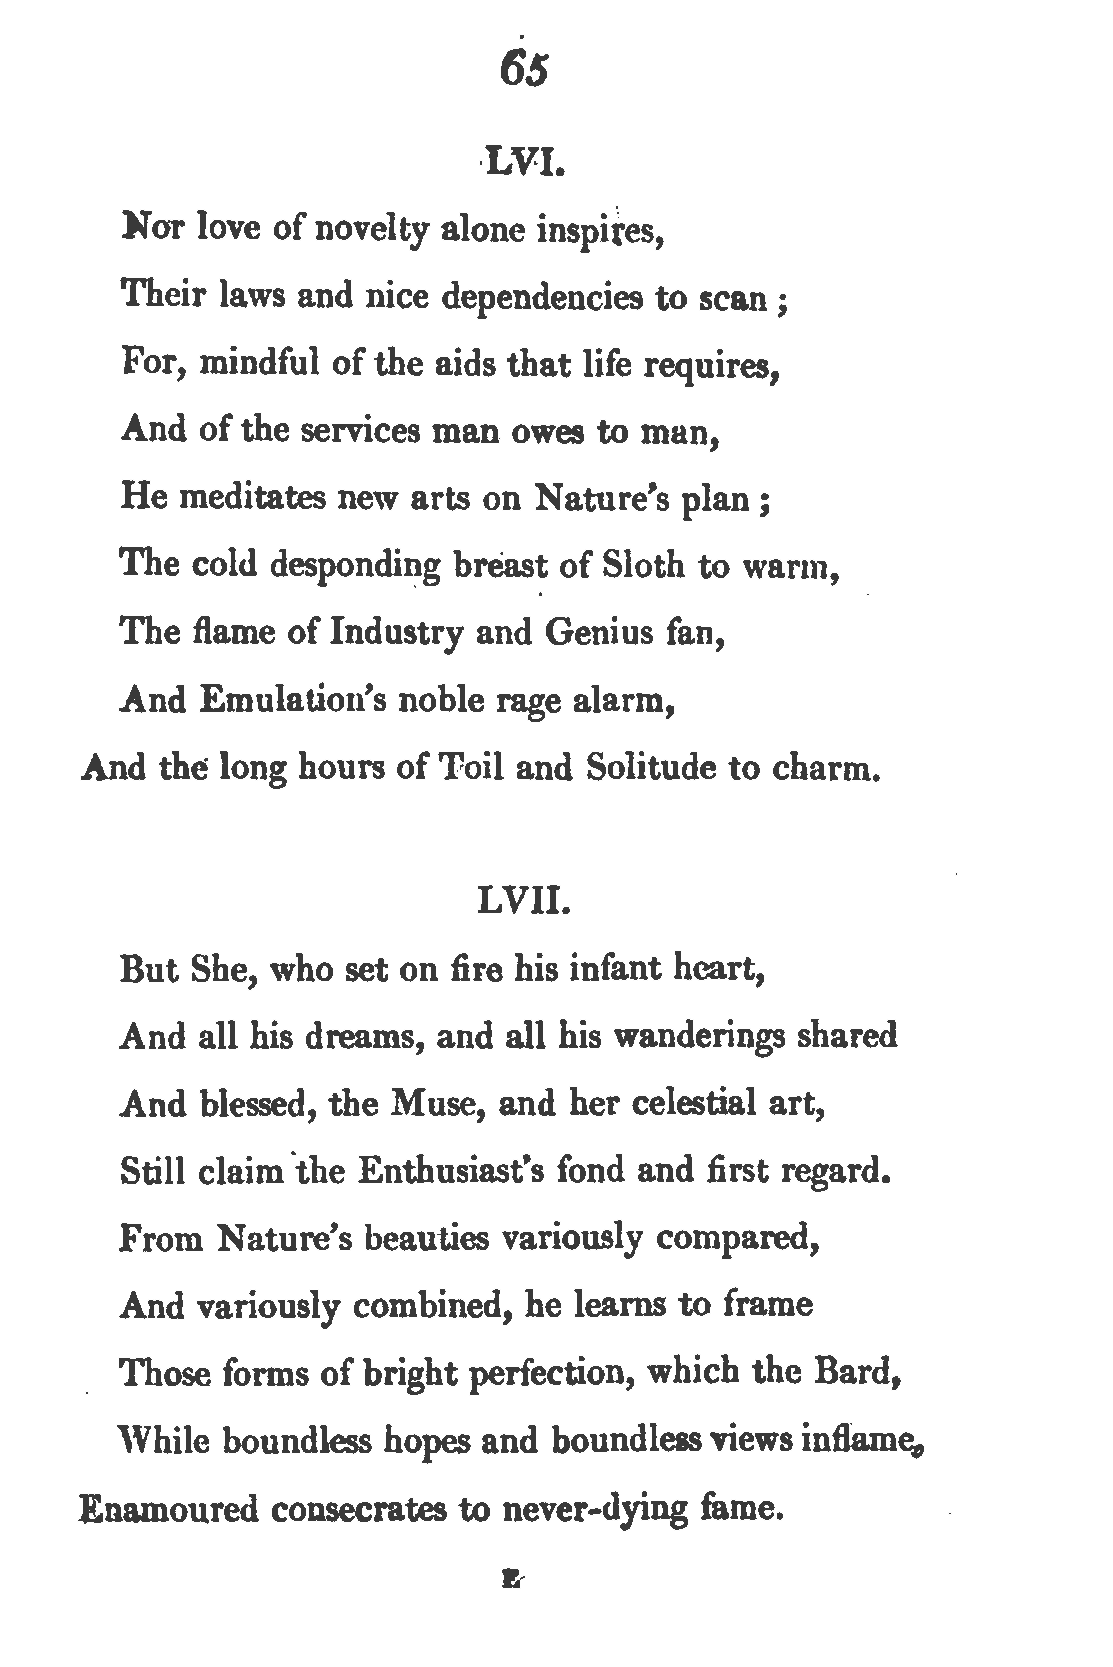 65
LVI.
Nor love of novelty alone inspires,
Their laws and nice dependencies to scan ;
For, mindful of the aids that life requires,
And of the services man owes to man,
He meditates new arts on Nature's plan ;
The cold desponding breast of Sloth to warm,
The flame of Industry and Genius fan,
And Emulation's noble rage alarm,
And the long hours of Toil and Solitude to charm.
LVII.
But She, who set on fire his infant heart,
And all his dreams, and all his wanderings shared
And blessed, the Muse, and her celestial art,
Still claim the Enthusiast's fond and first regard.
From Nature's beauties variously compared,
And variously combined, he learns to frame
Those forms of bright perfection, which the Bard,
While boundless hopes and boundless views inflame,
Enamoured consecrates to never-dying fame.
E